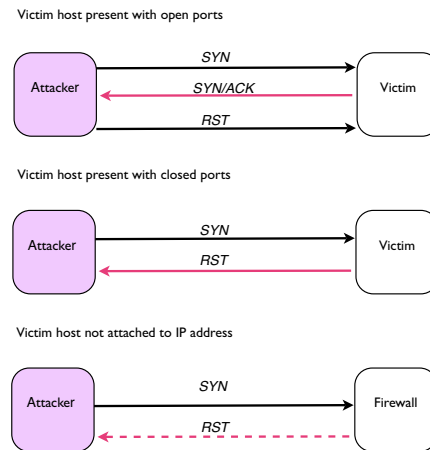 Victim host present with open ports
SYN
Attacker
SYN/ACK
Victim
RST
Victim host present with closed ports
SYN
Attacker
Victim
RST
Victim host not attached to IP address
SYN
Attacker
Firewall
RST